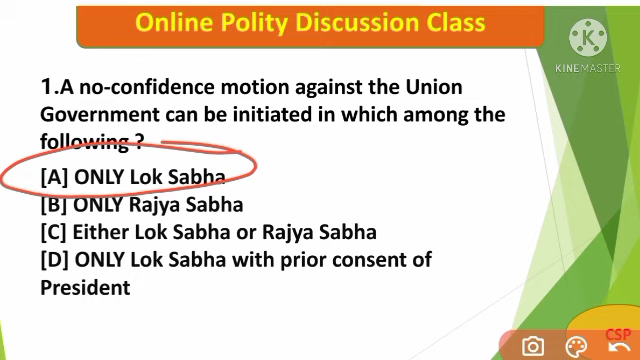 Online Polity Discussion Class
KINEMASTER
1.A no-confidence motion against the Union
Government can be initiated in which among the
following ?
[A] ONLY Lok Sabha
[B] ONLY Rajya Sabha
[C] Either Lok Sabha or Rajya Sabha
[D] ONLY Lok Sabha with prior consent of
President
CSP